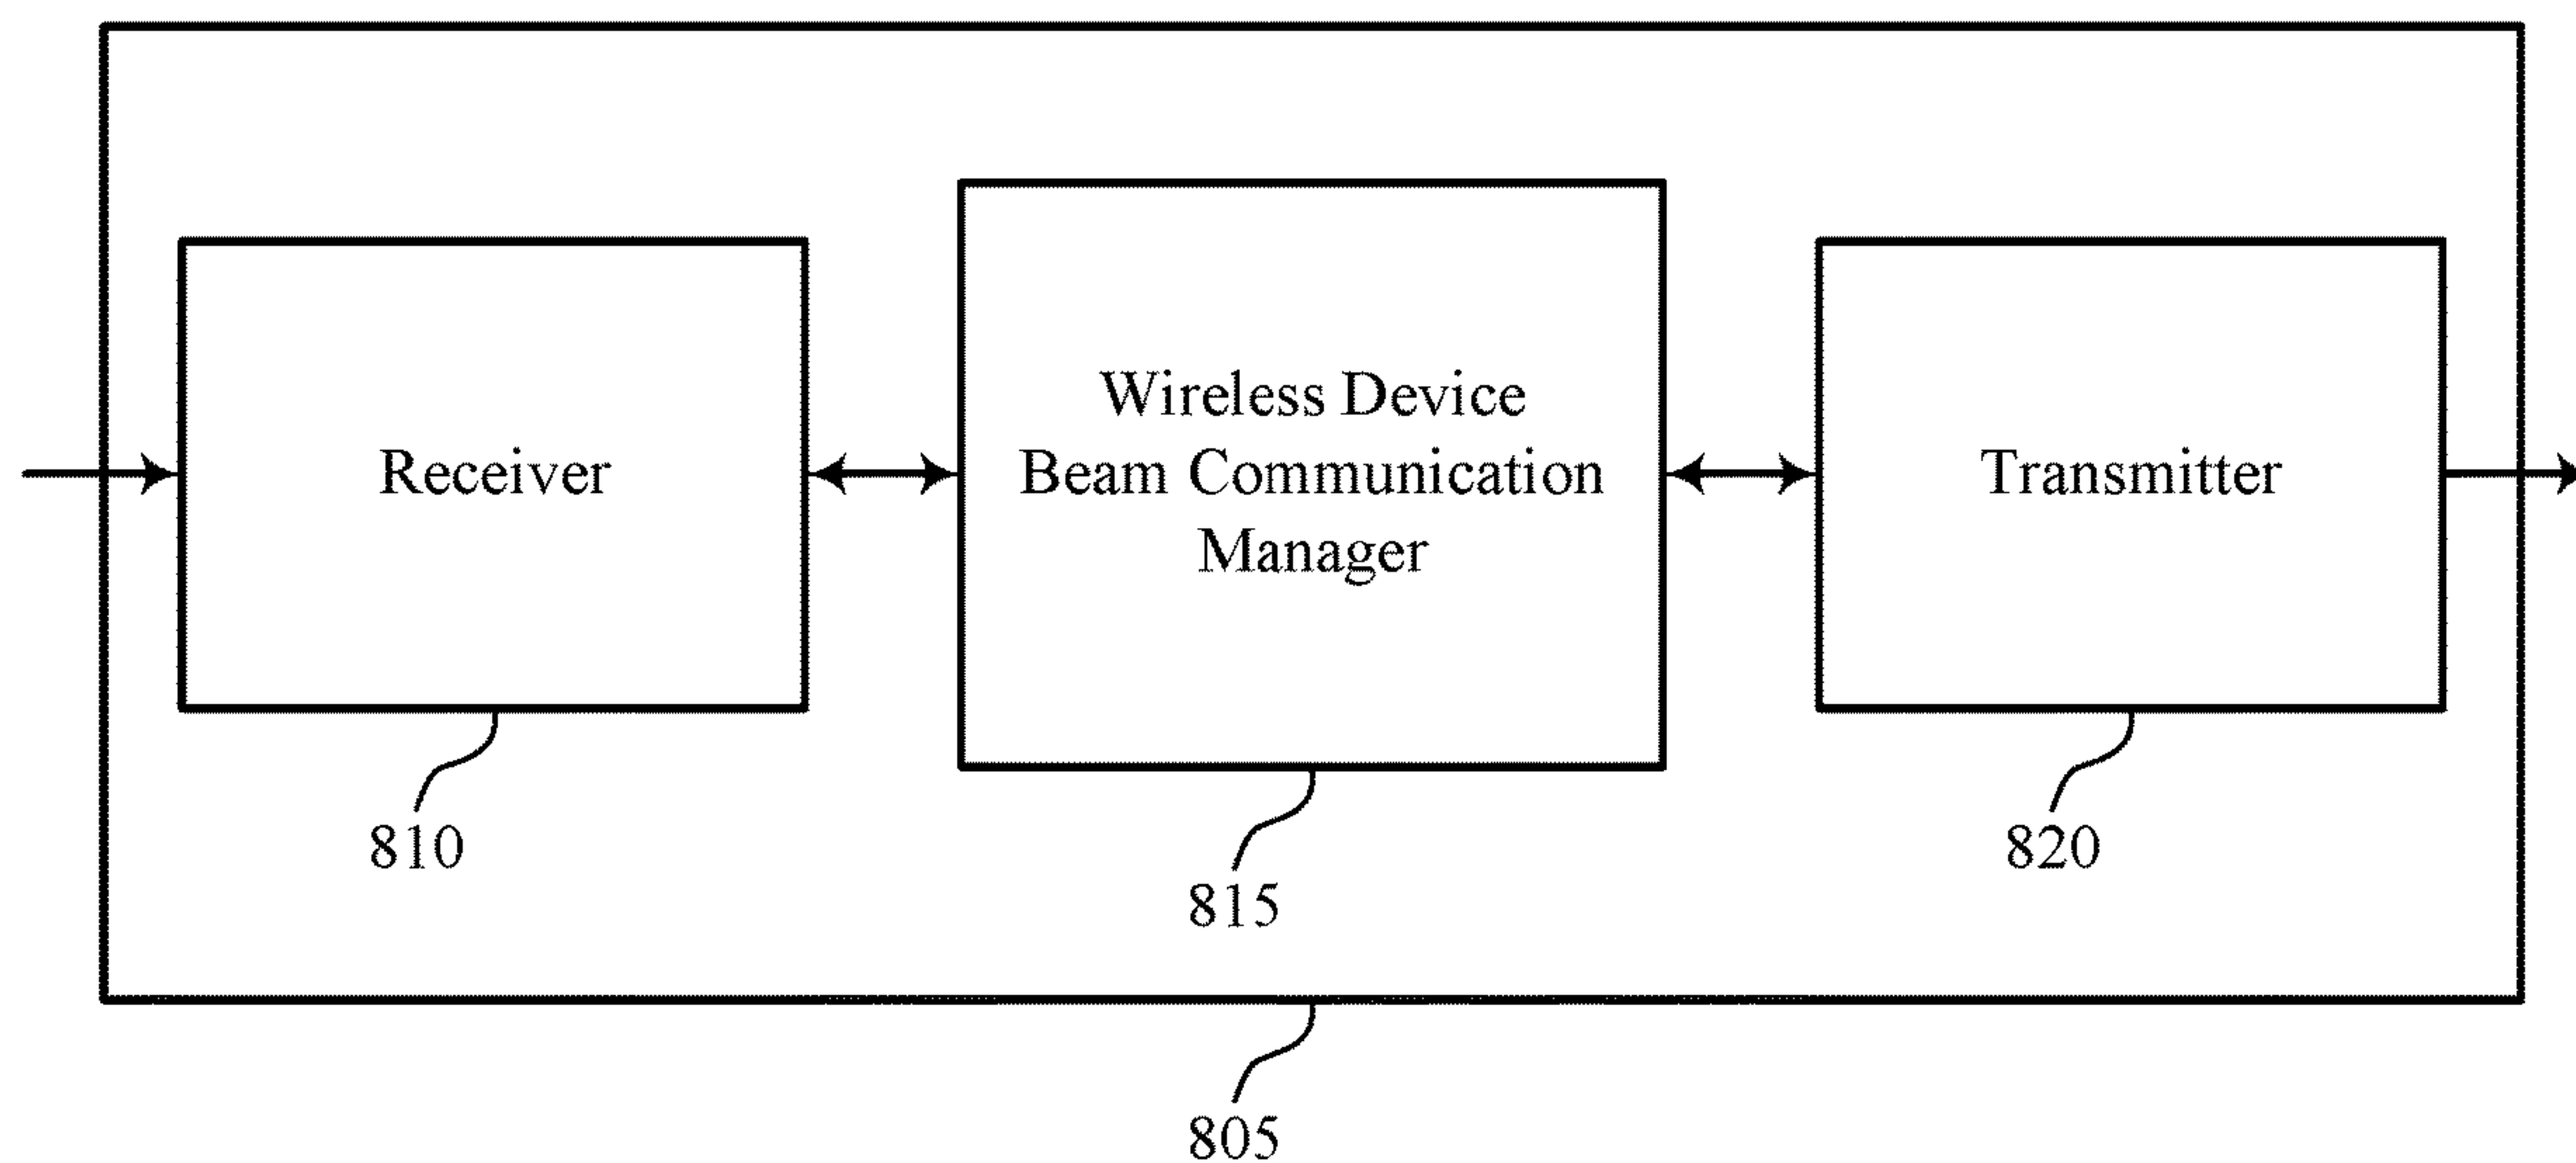 Receiver
Wireless Device
Beam Communication
Manager
Transmitter
810
815
820
805